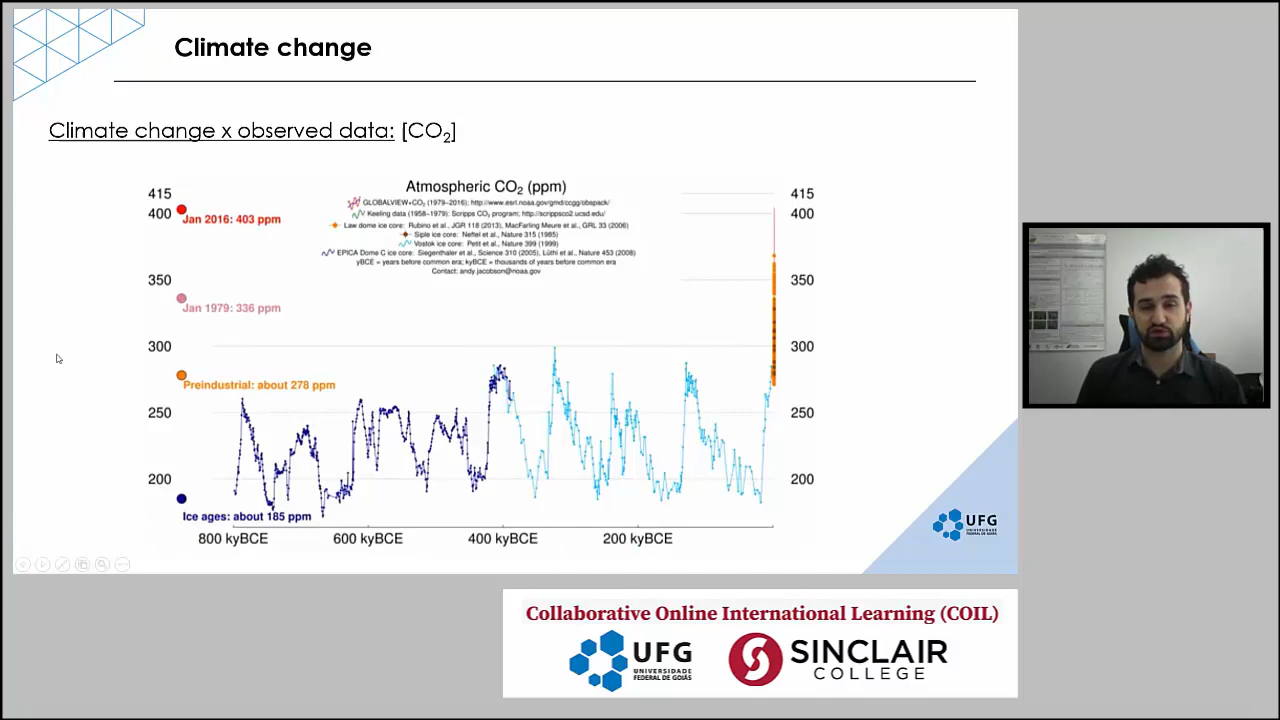 Climate change
Climate change x observed data: [CO2]
Atmospheric CO2 (ppm)
GLOBALVIEW+CO2 (1979–2016); http://www.esrl.noaa.gov/gmd/ccgg/obspack/
Keeling data (1958–1979); Scripps CO2 program; http://scrippsco2.ucsd.edu/
Law dome ice core: Rubino et al., JGR 118 (2013), MacFarling Meure et al., GRL 33 (2006)
Siple ice core: Neftel et al., Nature 315 (1985)
Vostok ice core: Petit et al., Nature 399 (1999)
EPICA Dome C ice core: Siegenthaler et al., Science 310 (2005), Lüthi et al., Nature 453 (2008)
yBCE = years before common era; kyBCE = thousands of years before common era
Contact: andy.jacobson@noaa.gov
415
400
350
300
250
200
Jan 2016: 403 ppm
Jan 1979: 336 ppm
Preindustrial: about 278 ppm
Ice ages: about 185 ppm
415
400
350
300
250
200
800 kyBCE 600 kyBCE 400 kyBCE 200 kyBCE
UFG
UNIVERSIDADE
FEDERAL DE GOIÁS
Collaborative Online International Learning (COIL)
UFG
UNIVERSIDADE
FEDERAL DE GOIÁS
SINCLAIR
COLLEGE